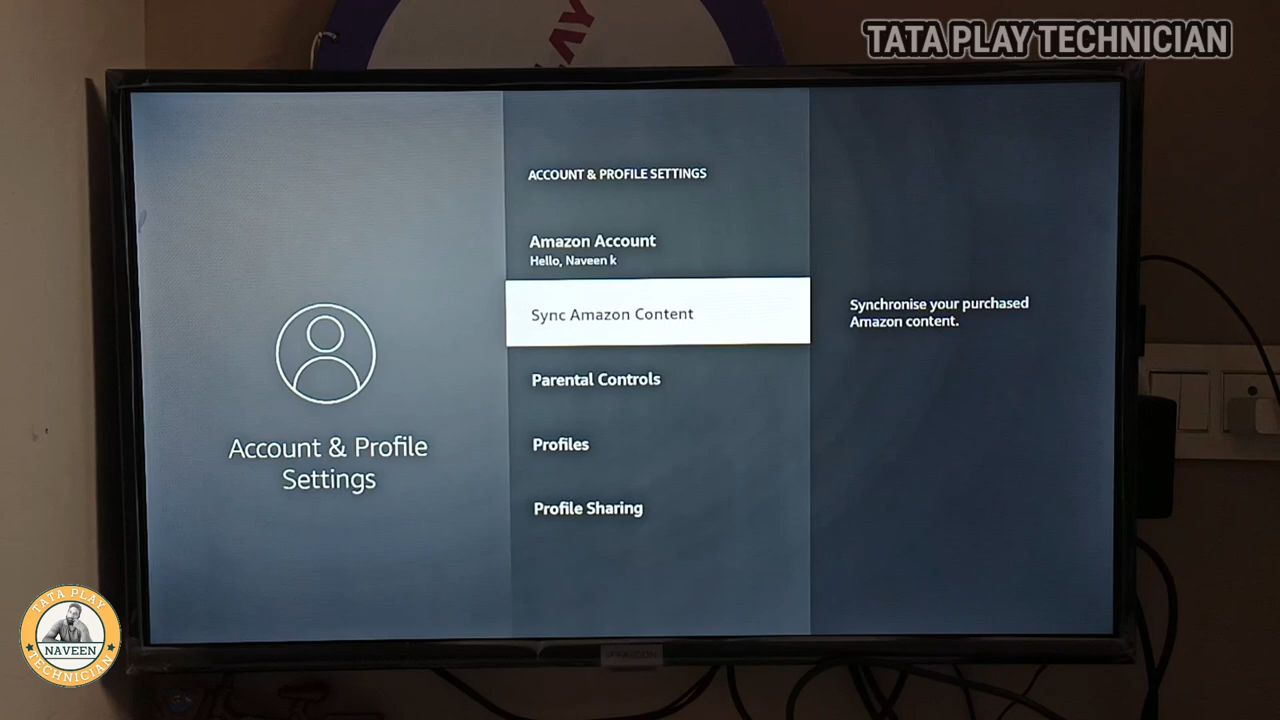 LAY
TATA PLAY TECHNICIAN
ACCOUNT & PROFILE SETTINGS
Amazon Account
Hello, Naveen k
Sync Amazon Content
Synchronise your purchased
Amazon content.
Parental Controls
Profiles
Profile Sharing
Account & Profile
Settings
TATA PLAY
NAVEEN
TECHNICIAN